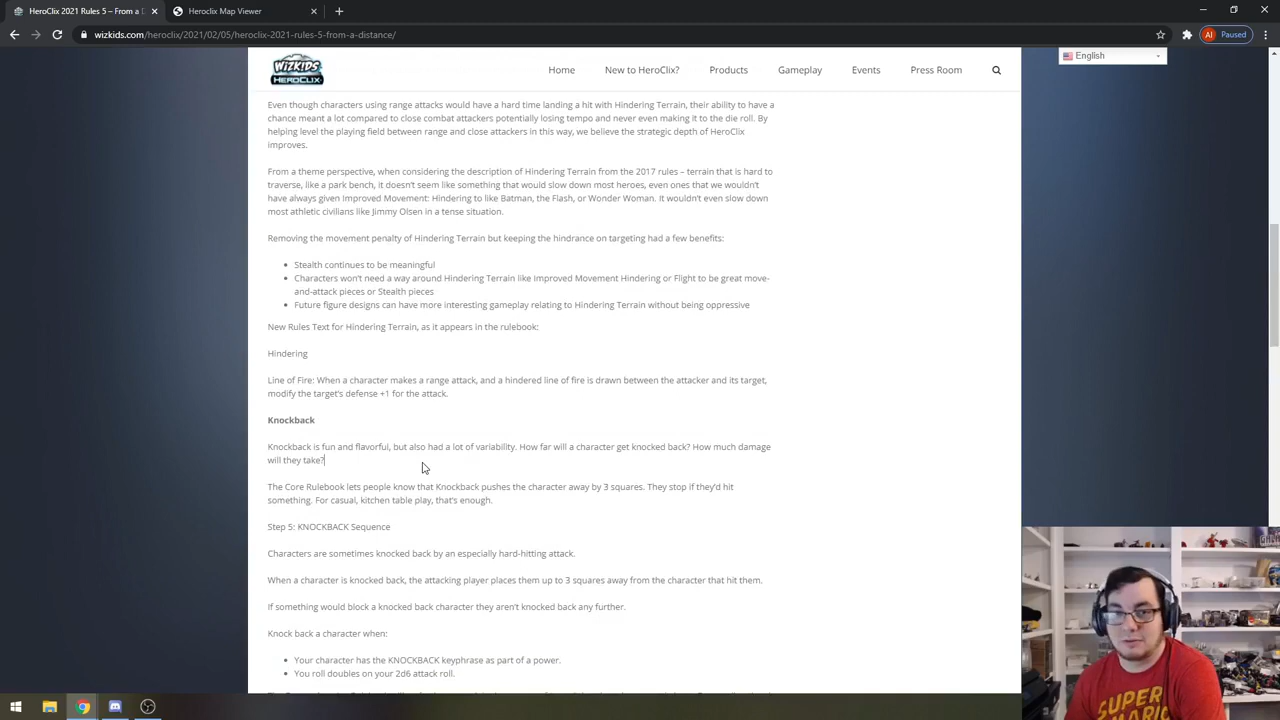 HeroClix 2021 Rules 5 – From a
HeroClix Map Viewer
wizkids.com/heroclix/2021/02/05/heroclix-2021-rules-5-from-a-distance/
AI Paused
WIZKIDS
HEROCLIX
Home New to HeroClix? Products Gameplay Events Press Room
English
Even though characters using range attacks would have a hard time landing a hit with Hindering Terrain, their ability to have a
chance meant a lot compared to close combat attackers potentially losing tempo and never even making it to the die roll. By
helping level the playing field between range and close attackers in this way, we believe the strategic depth of HeroClix
improves.
From a theme perspective, when considering the description of Hindering Terrain from the 2017 rules – terrain that is hard to
traverse, like a park bench, it doesn't seem like something that would slow down most heroes, even ones that we wouldn't
have always given Improved Movement: Hindering to like Batman, the Flash, or Wonder Woman. It wouldn't even slow down
most athletic civilians like Jimmy Olsen in a tense situation.
Removing the movement penalty of Hindering Terrain but keeping the hindrance on targeting had a few benefits:
Stealth continues to be meaningful
Characters won't need a way around Hindering Terrain like Improved Movement Hindering or Flight to be great move-
and-attack pieces or Stealth pieces
Future figure designs can have more interesting gameplay relating to Hindering Terrain without being oppressive
New Rules Text for Hindering Terrain, as it appears in the rulebook:
Hindering
Line of Fire: When a character makes a range attack, and a hindered line of fire is drawn between the attacker and its target,
modify the target's defense +1 for the attack.
Knockback
Knockback is fun and flavorful, but also had a lot of variability. How far will a character get knocked back? How much damage
will they take?
The Core Rulebook lets people know that Knockback pushes the character away by 3 squares. They stop if they'd hit
something. For casual, kitchen table play, that's enough.
Step 5: KNOCKBACK Sequence
Characters are sometimes knocked back by an especially hard-hitting attack.
When a character is knocked back, the attacking player places them up to 3 squares away from the character that hit them.
If something would block a knocked back character they aren't knocked back any further.
Knock back a character when:
Your character has the KNOCKBACK keyphrase as part of a power.
You roll doubles on your 2d6 attack roll.
SUPER
MARIO